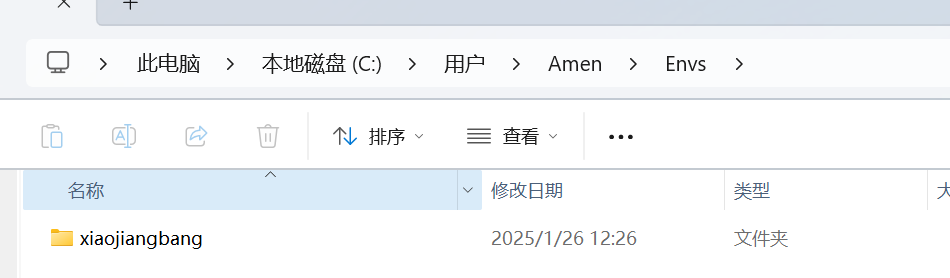 此电脑 本地磁盘 (C:) 用户 Amen Envs
排序 查看
名称 修改日期 类型 大
xiaojiangbang 2025/1/26 12:26 文件夹